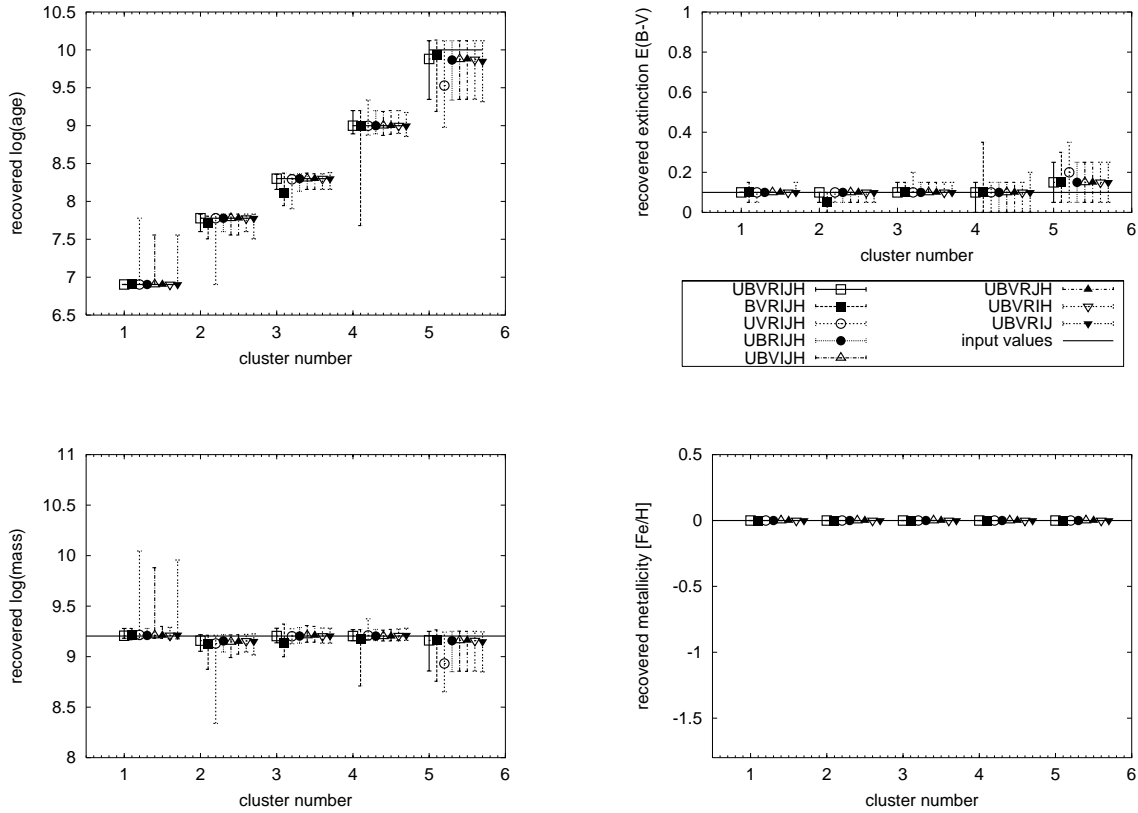 recovered log(age)
10
9.5
9
8.5
8
7.5
7
6.5
1 2 3 4 5 6
cluster number
recovered extinction E(B-V)
1
0.8
0.6
0.4
0.2
0
1 2 3 4 5 6
cluster number
UBVRIJH
BVRIJH
UVRIJH
UBRIJH
UBVIJH
UBVRJH
UBVRIH
UBVRIJ
input values
recovered log(mass)
11
10.5
10
9.5
9
8.5
8
1 2 3 4 5 6
cluster number
recovered metallicity [Fe/H]
0.5
0
-0.5
-1
-1.5
1 2 3 4 5 6
cluster number